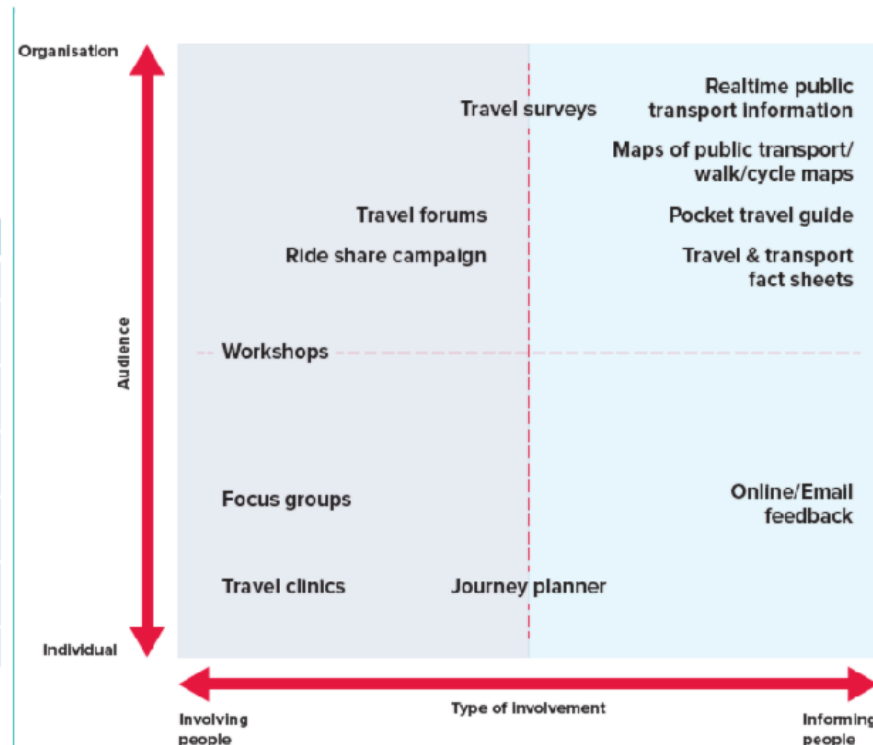 Organisation
Realtime public
transport information
Travel surveys
Maps of public transport/
walk/cycle maps
Travel forums
Pocket travel guide
Ride share campaign
Travel & transport
fact sheets
Audience
Workshops
Focus groups
Online/Email
feedback
Travel clinics
Journey planner
Individual
Type of involvement
Involving
people
Informing
people